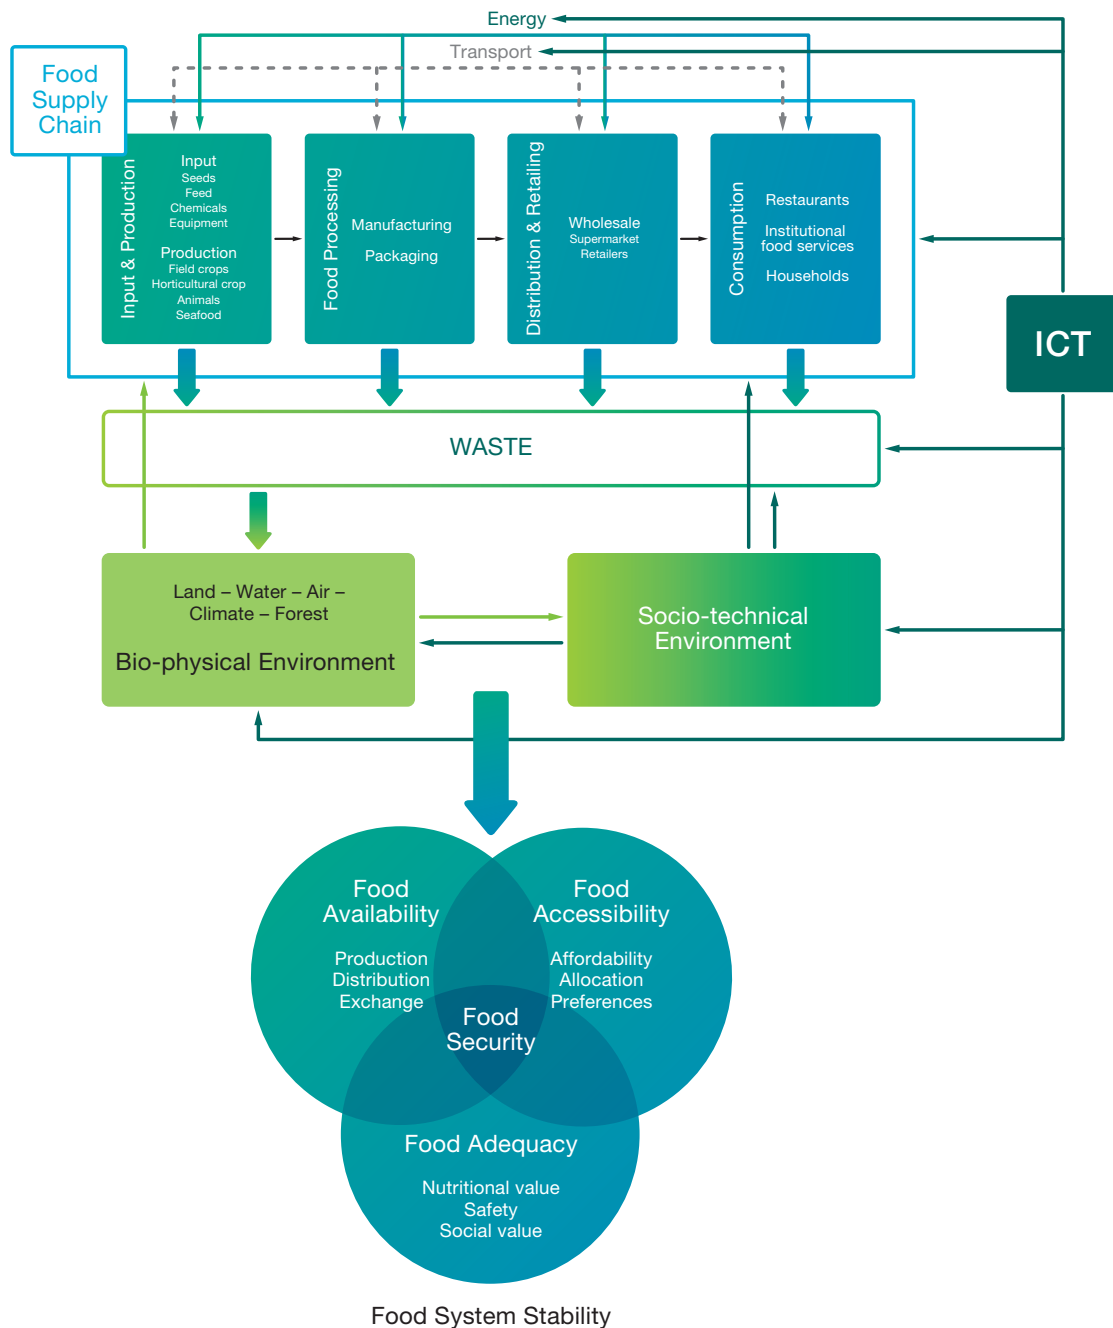 Energy
Transport
Food
Supply
Chain
Input & Production
Input
Seeds
Feed
Chemicals
Equipment
Production
Field crops
Horticultural crop
Animals
Seafood
Food Processing
Manufacturing
Packaging
Distribution & Retailing
Wholesale
Supermarket
Retailers
Consumption
Restaurants
Institutional
food services
Households
ICT
WASTE
Land – Water – Air –
Climate – Forest
Bio-physical Environment
Socio-technical
Environment
Food
Availability
Production
Distribution
Exchange
Food
Accessibility
Affordability
Allocation
Preferences
Food
Security
Food Adequacy
Nutritional value
Safety
Social value
Food System Stability